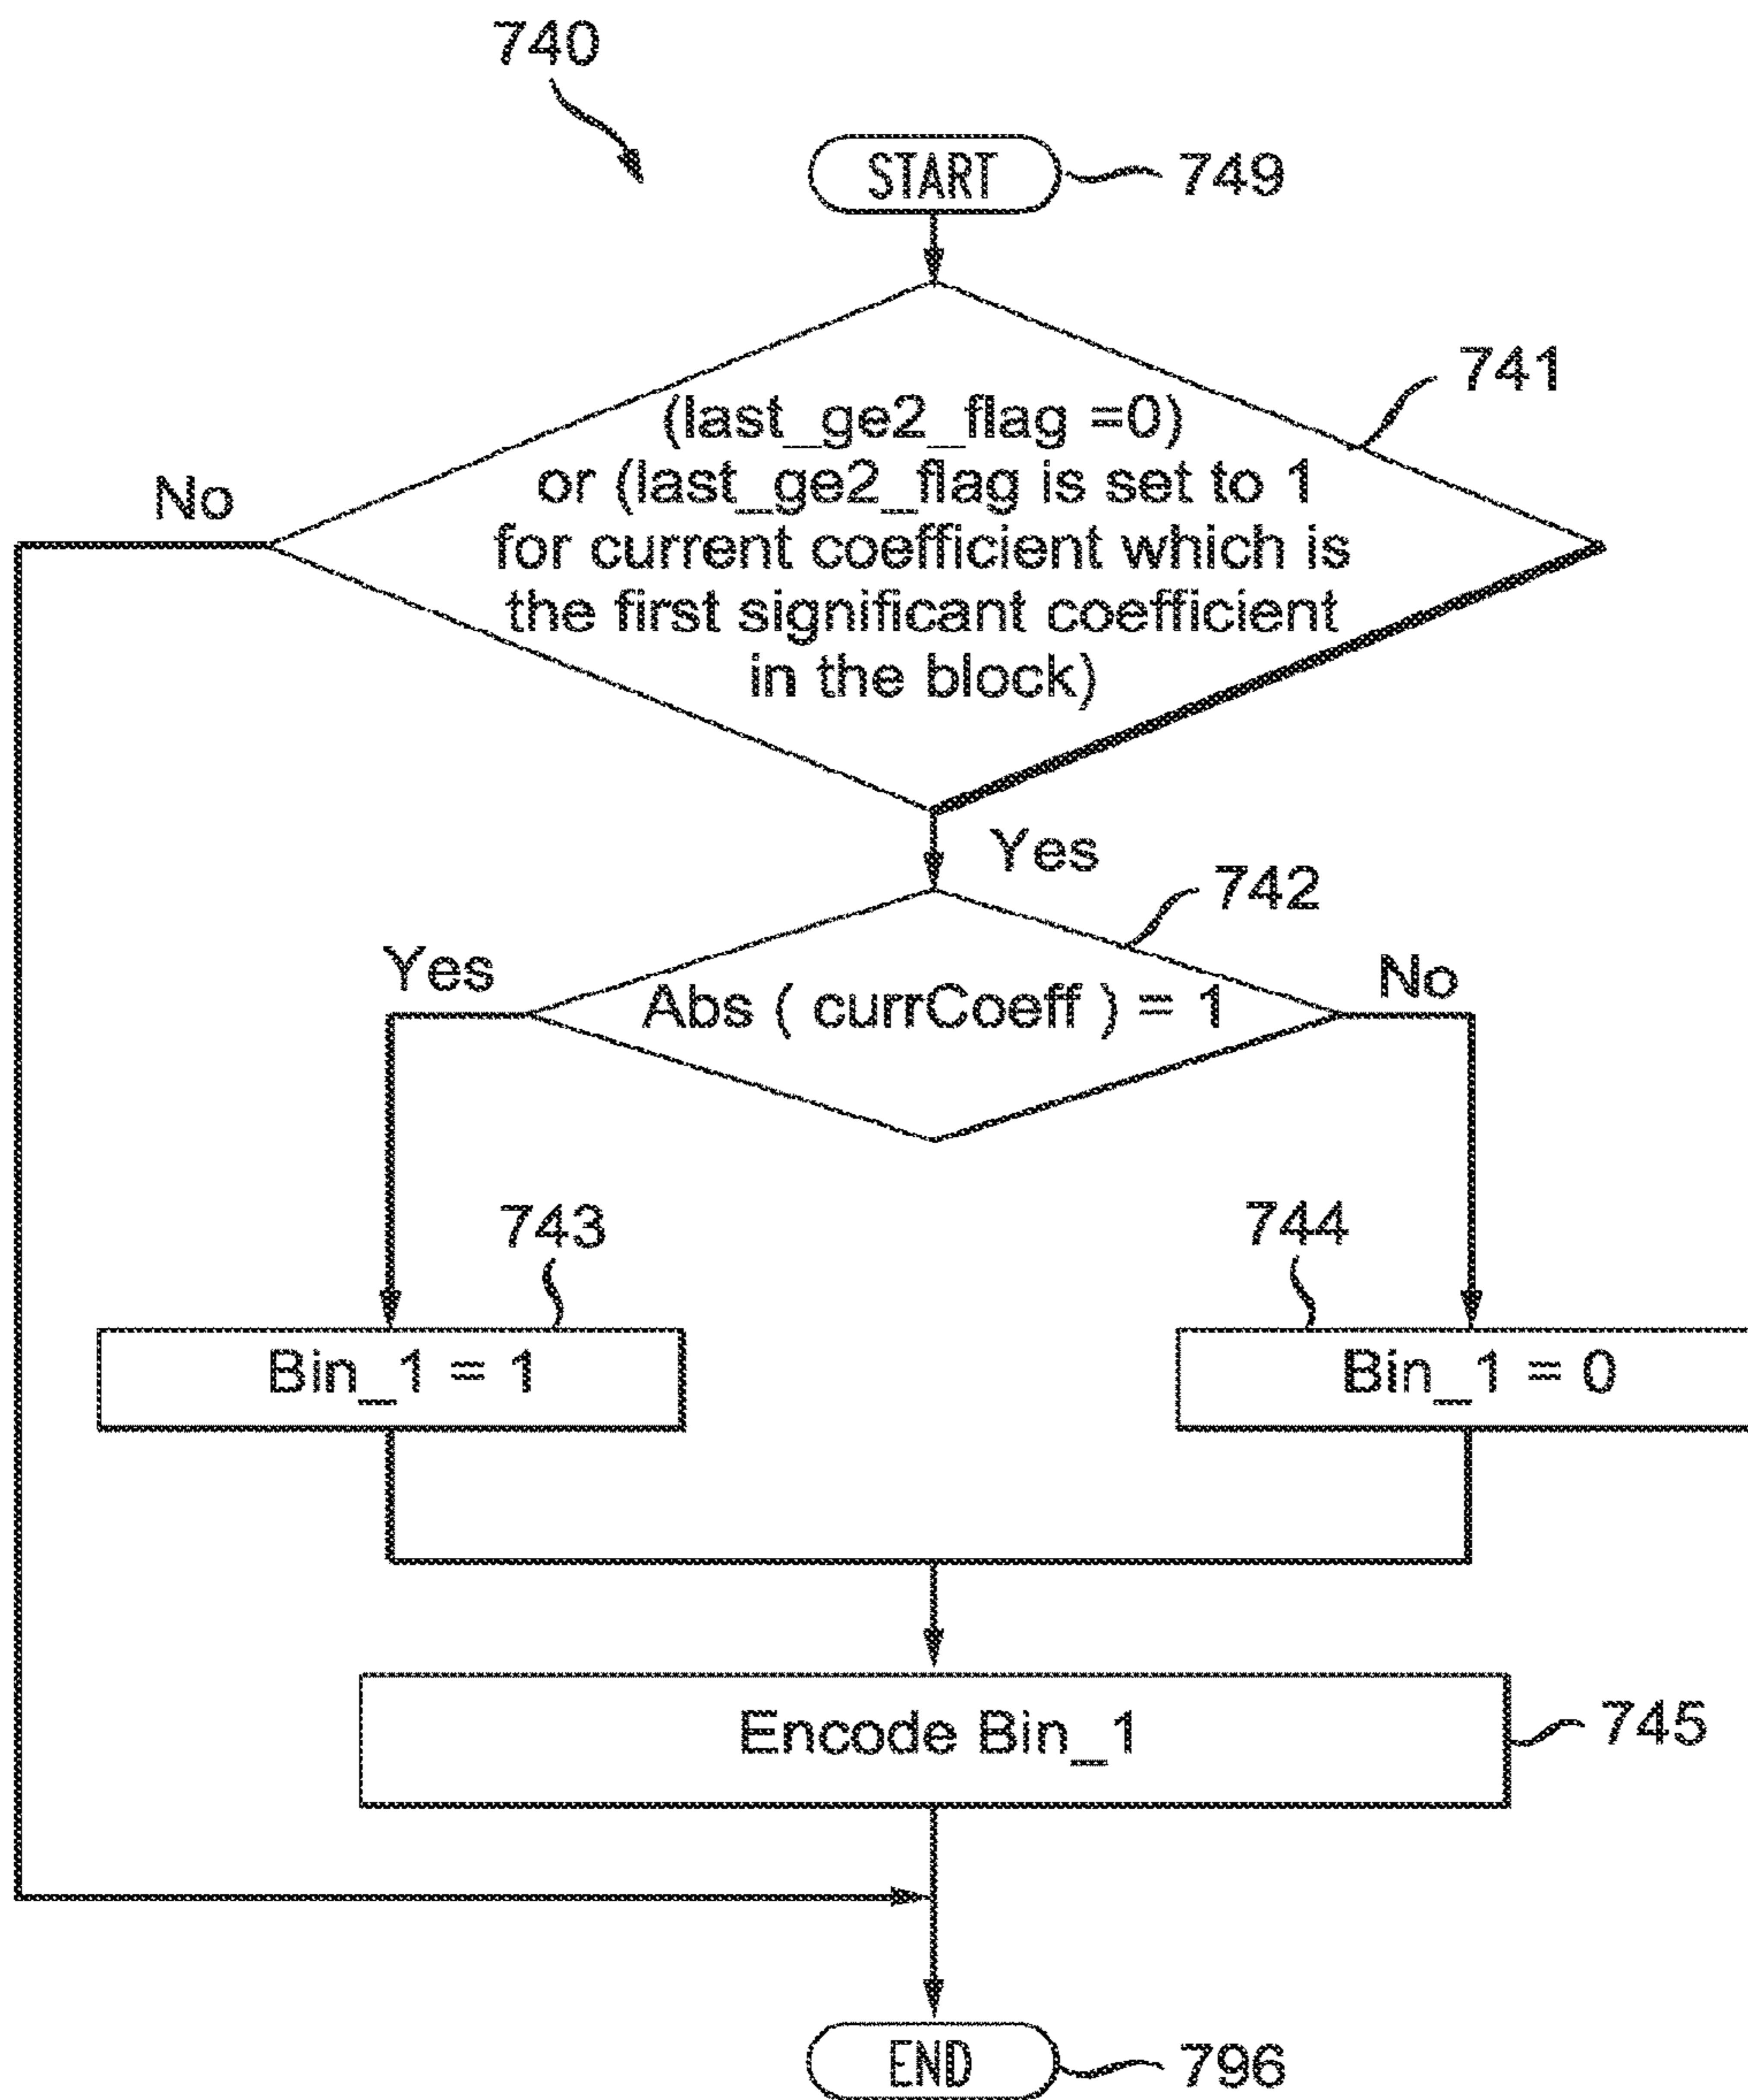 740
START
749
741
(last_ge2_flag =0)
or (last_ge2_flag is set to 1
No
for current coefficient which is
the first significant coefficient
in the block)
Yes
742
Yes
No
Abs ( currCoeff ) = 1
743
744
Bin_1 = 1
Bin_1 = 0
Encode Bin_1
745
END
796